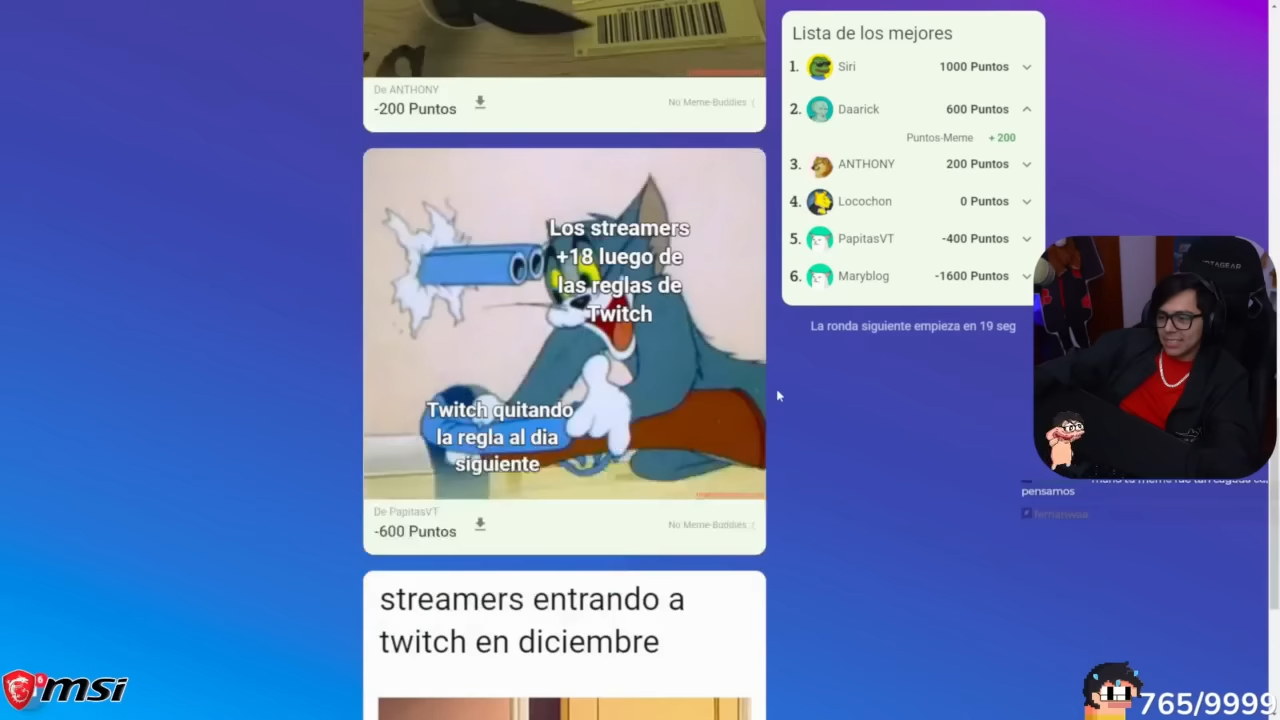 De ANTHONY
-200 Puntos
No Meme-Buddies :(
Los streamers
+18 luego de
las reglas de
Twitch
Twitch quitando
la regla al dia
siguiente
De PapitasVT
-600 Puntos
No Meme-Buddies :(
streamers entrando a
twitch en diciembre
Lista de los mejores
1. Siri 1000 Puntos
2. Daarick 600 Puntos
Puntos-Meme +200
3. ANTHONY 200 Puntos
4. Locochon 0 Puntos
5. PapitasVT -400 Puntos
6. Maryblog -1600 Puntos
La ronda siguiente empieza en 19 seg
pensamos
msi
765/9999